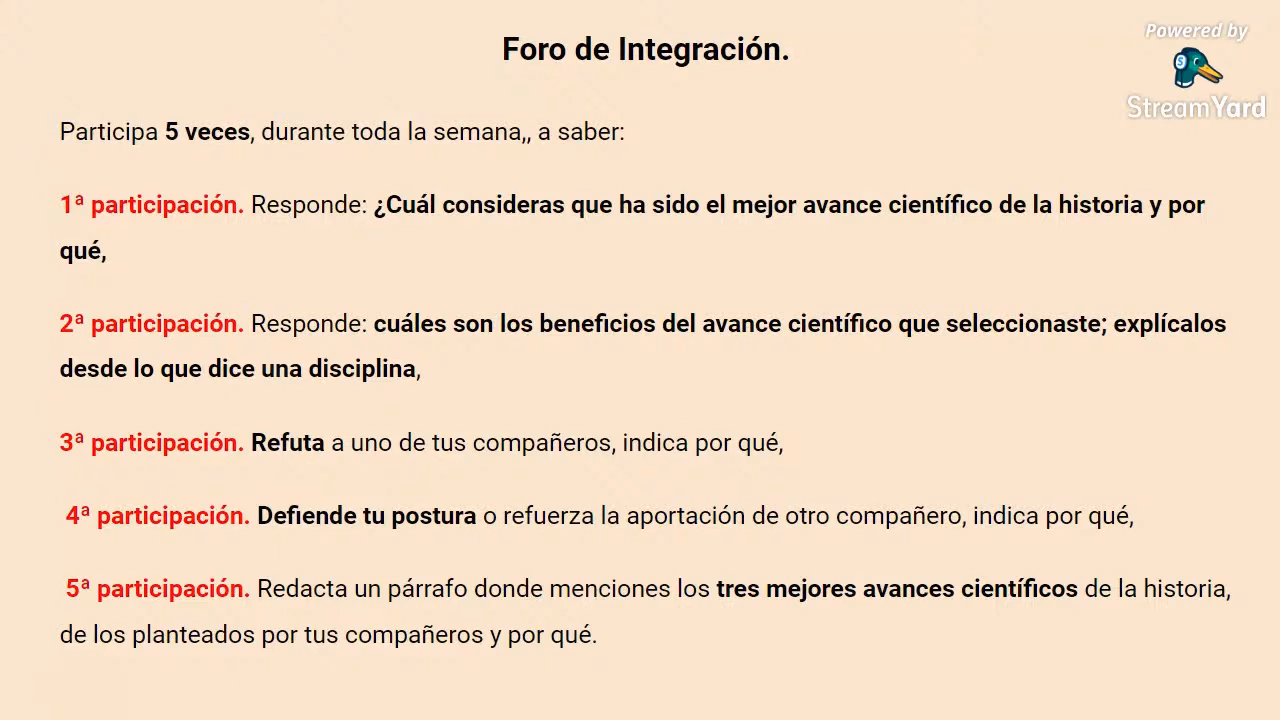 Foro de Integración.
Powered by
StreamYard
Participa 5 veces, durante toda la semana,, a saber:
1ª participación. Responde: ¿Cuál consideras que ha sido el mejor avance científico de la historia y por
qué,
2ª participación. Responde: cuáles son los beneficios del avance científico que seleccionaste; explícalos
desde lo que dice una disciplina,
3ª participación. Refuta a uno de tus compañeros, indica por qué,
4ª participación. Defiende tu postura o refuerza la aportación de otro compañero, indica por qué,
5ª participación. Redacta un párrafo donde menciones los tres mejores avances científicos de la historia,
de los planteados por tus compañeros y por qué.